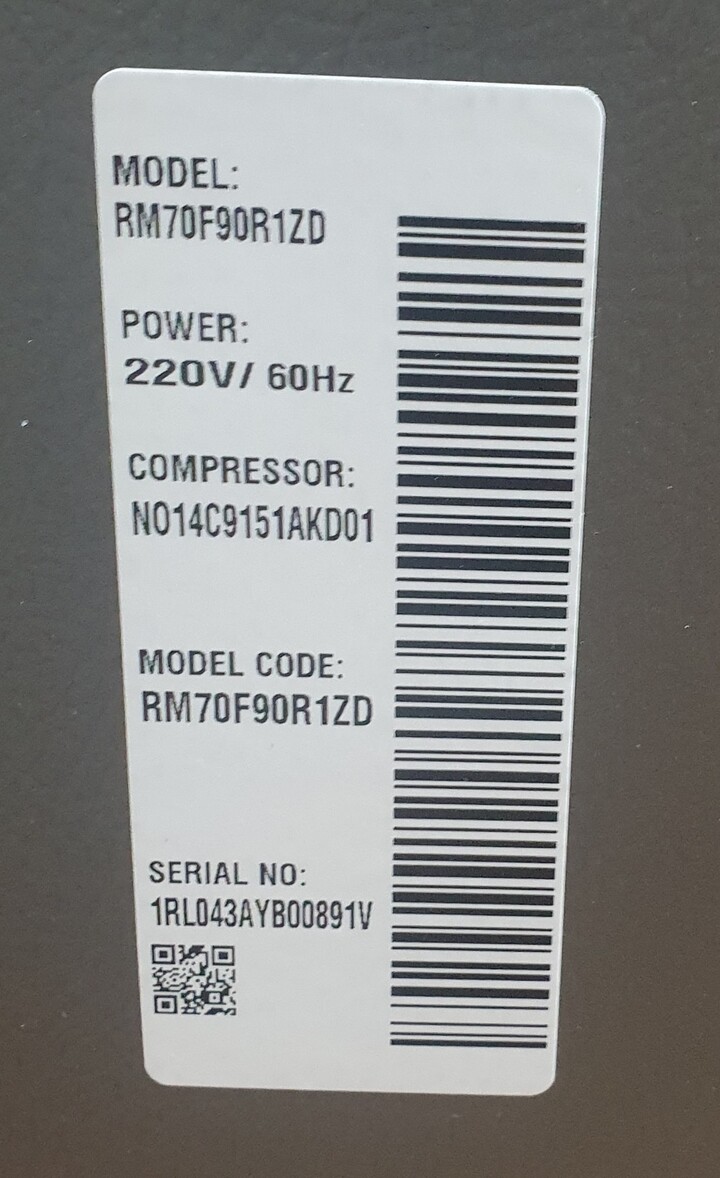 MODEL:
RM70F90R1ZD
POWER:
220V/ 60Hz
COMPRESSOR:
NO14C9151AKD01
MODEL CODE:
RM70F90R1ZD
SERIAL NO:
1RL043AYB00891V